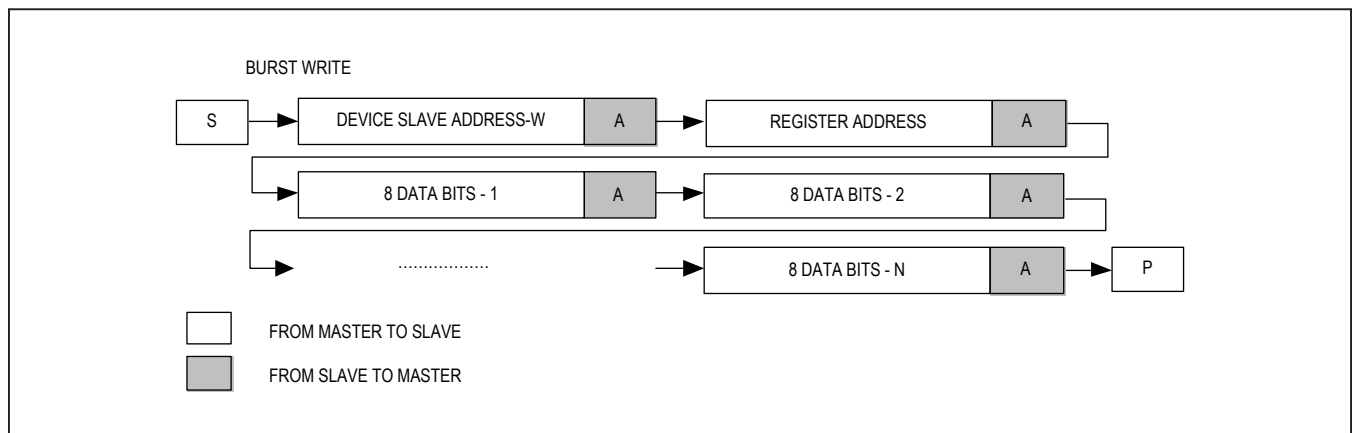 BURST WRITE
S DEVICE SLAVE ADDRESS-W A REGISTER ADDRESS A
8 DATA BITS - 1 A 8 DATA BITS - 2 A
.................. 8 DATA BITS - N A P
FROM MASTER TO SLAVE
FROM SLAVE TO MASTER